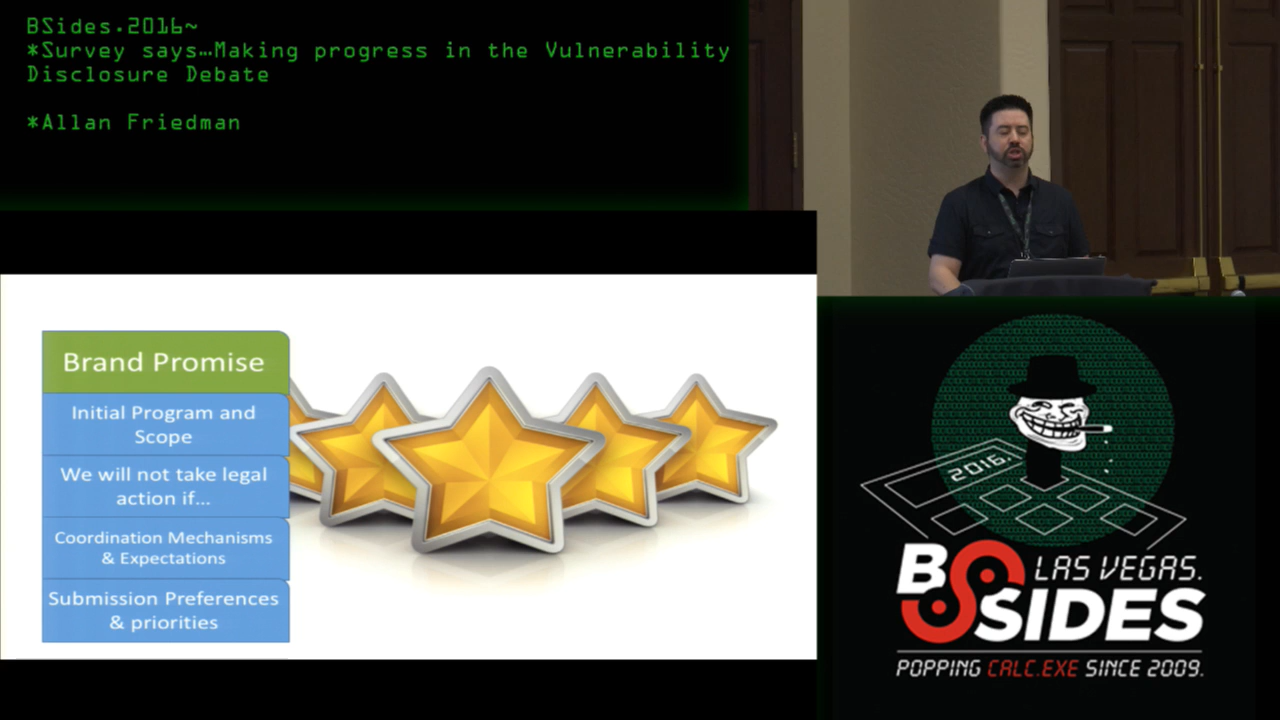 BSides.2016~
*Survey says…Making progress in the Vulnerability
Disclosure Debate
*Allan Friedman
Brand Promise
Initial Program and
Scope
We will not take legal
action if...
Coordination Mechanisms
& Expectations
Submission Preferences
& priorities
2016.
BSIDES
LAS VEGAS.
POPPING CALC.EXE SINCE 2009.